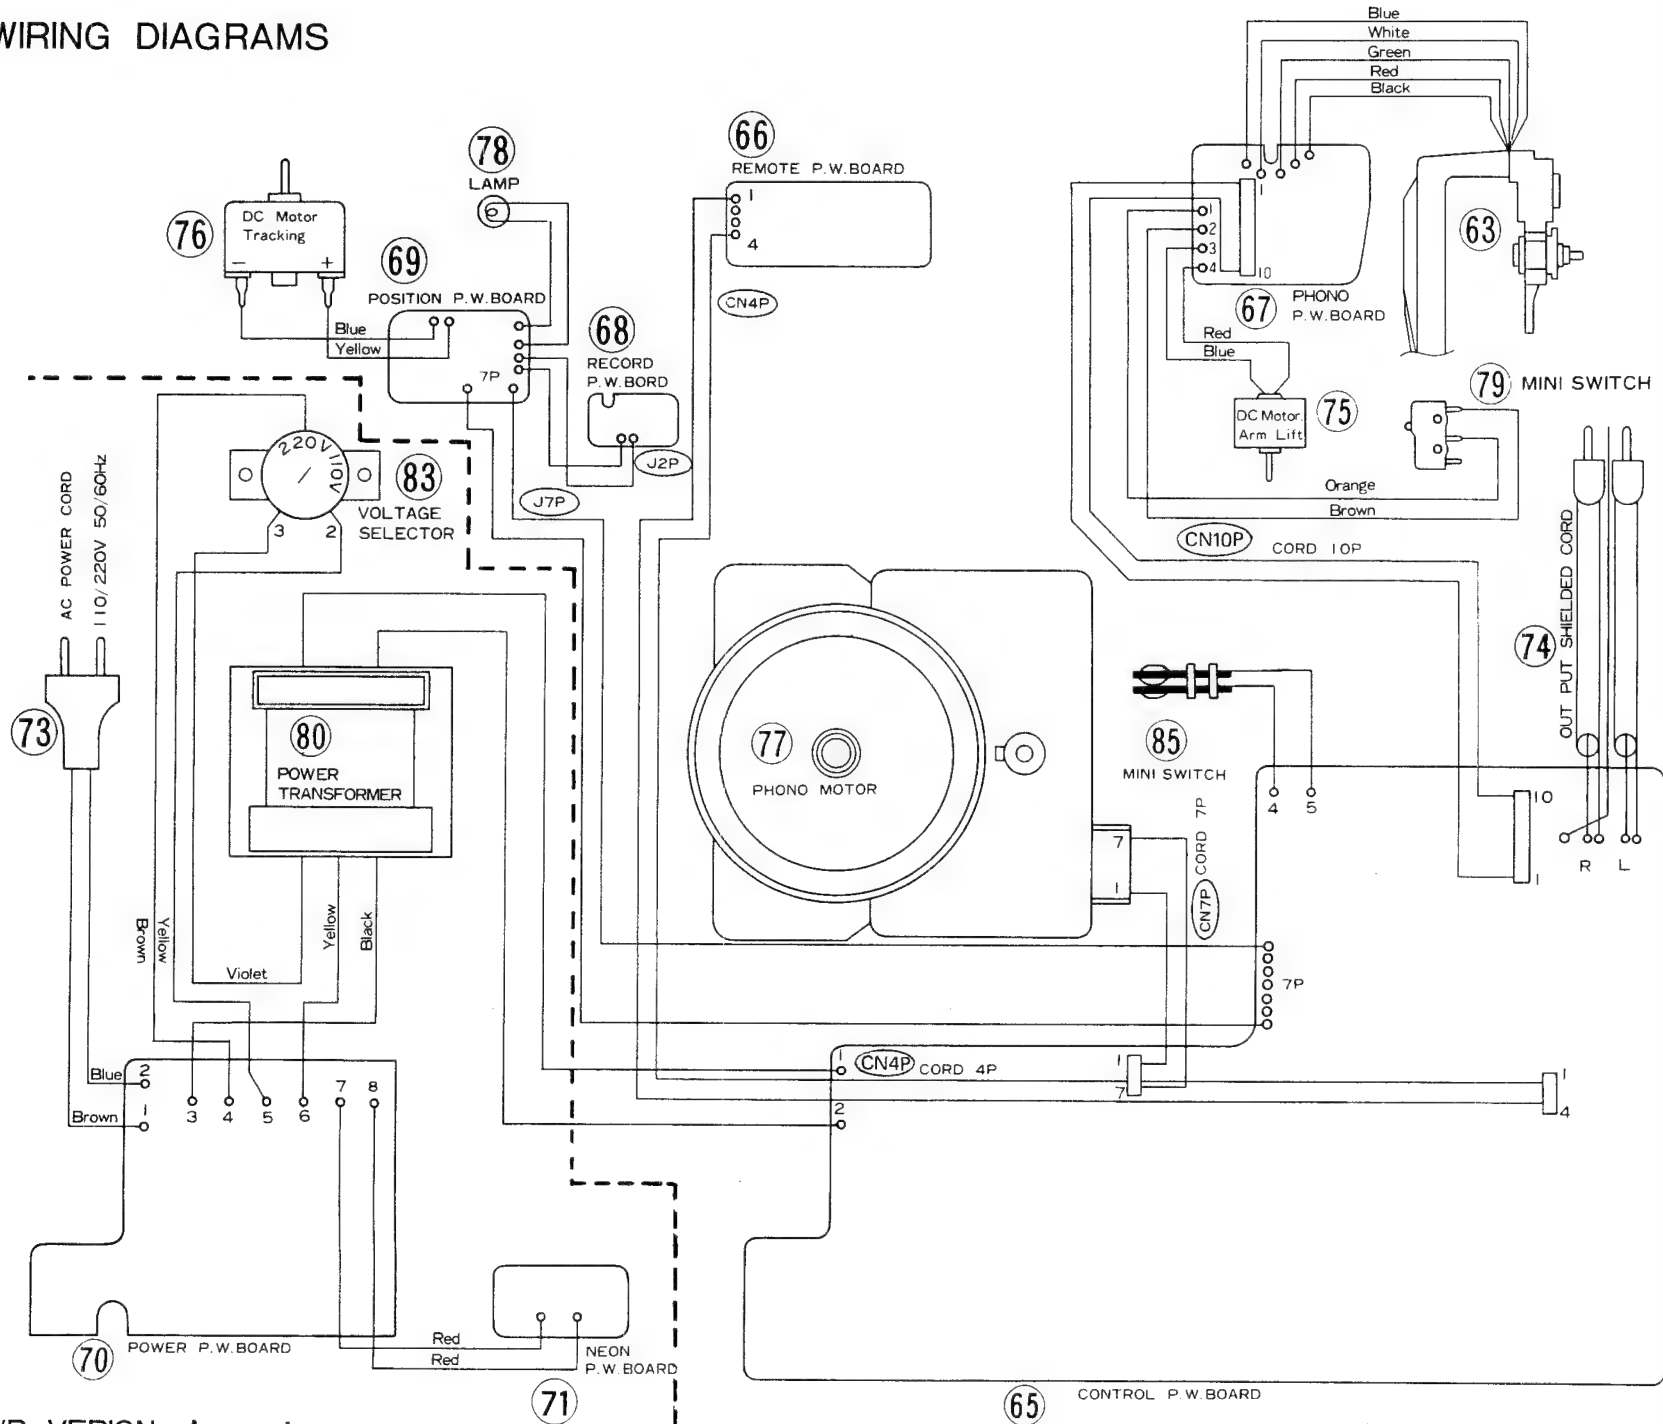 WIRING DIAGRAMS
Blue
White
Green
Red
Black
78
LAMP
66
REMOTE P.W.BOARD
1
4
CN4P
76
DC Motor
Tracking
− +
69
POSITION P.W.BOARD
Blue
Yellow
7P
68
RECORD
P.W.BORD
J2P
J7P
1
10
1
2
3
4
67
PHONO
P.W.BOARD
63
Red
Blue
DC Motor.
Arm Lift
75
79 MINI SWITCH
Orange
Brown
CN10P CORD 10P
AC POWER CORD
110/220V 50/60Hz
220V
110V
3 2
83
VOLTAGE
SELECTOR
73
80
POWER
TRANSFORMER
77
PHONO MOTOR
85
MINI SWITCH
74
OUT PUT SHIELDED CORD
4 5
10
1
R L
7
1
CN7P CORD 7P
7P
Brown
Yellow
Violet
Yellow
Black
Blue 2
Brown 1
3 4 5 6 7 8
1
2
CN4P CORD 4P
1
7
1
4
70 POWER P.W.BOARD
Red
Red
NEON
P.W.BOARD
71
65 CONTROL P.W.BOARD